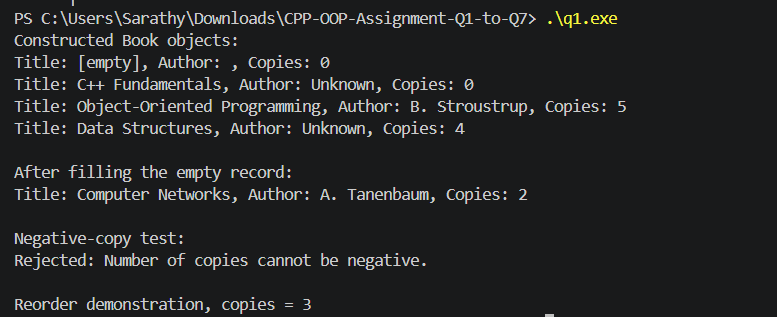 PS C:\Users\Sarathy\Downloads\CPP-OOP-Assignment-Q1-to-Q7> .\q1.exe
Constructed Book objects:
Title: [empty], Author: , Copies: 0
Title: C++ Fundamentals, Author: Unknown, Copies: 0
Title: Object-Oriented Programming, Author: B. Stroustrup, Copies: 5
Title: Data Structures, Author: Unknown, Copies: 4

After filling the empty record:
Title: Computer Networks, Author: A. Tanenbaum, Copies: 2

Negative-copy test:
Rejected: Number of copies cannot be negative.

Reorder demonstration, copies = 3